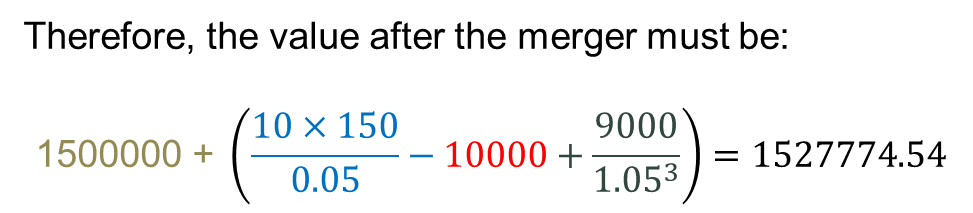 Therefore, the value after the merger must be:
1500000 + (10 × 150 / 0.05 − 10000 + 9000 / 1.05³) = 1527774.54